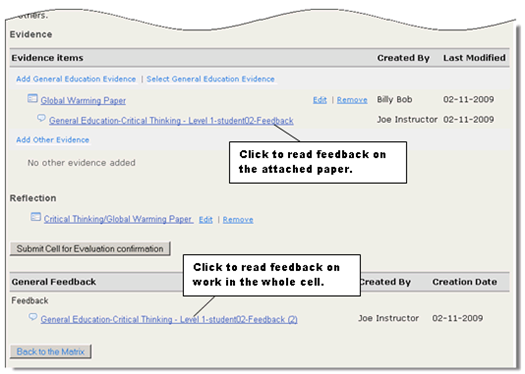 others.
Evidence
Evidence items Created By Last Modified
Add General Education Evidence | Select General Education Evidence
Global Warming Paper Edit | Remove Billy Bob 02-11-2009
General Education-Critical Thinking - Level 1-student02-Feedback Joe Instructor 02-11-2009
Add Other Evidence
Click to read feedback on
the attached paper.
No other evidence added
Reflection
Critical Thinking/Global Warming Paper Edit | Remove
Submit Cell for Evaluation confirmation
Click to read feedback on
work in the whole cell.
General Feedback Created By Creation Date
Feedback
General Education-Critical Thinking - Level 1-student02-Feedback (2) Joe Instructor 02-11-2009
Back to the Matrix